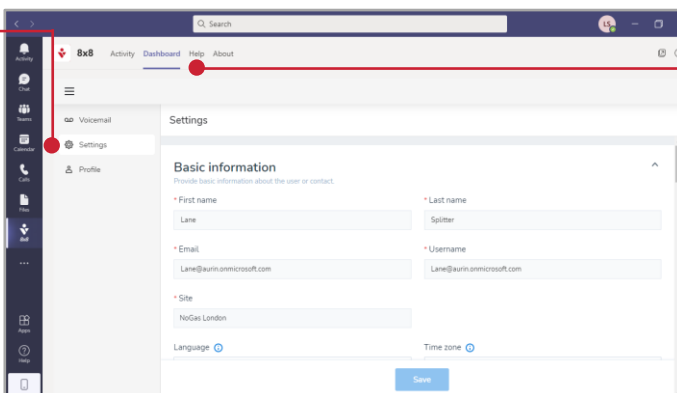 Search
LS
Activity
Chat
Teams
Calendar
Calls
Files
8x8
Apps
Help
8x8 Activity Dashboard Help About
Voicemail
Settings
Profile
Settings
Basic information
Provide basic information about the user or contact.
* First name * Last name
Lane Splitter
* Email * Username
Lane@aurin.onmicrosoft.com Lane@aurin.onmicrosoft.com
* Site
NoGas London
Language Time zone
Save